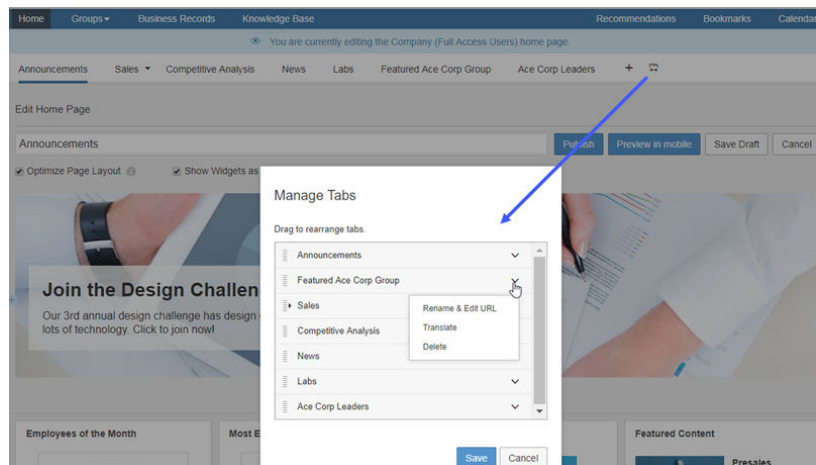 Home Groups Business Records Knowledge Base Recommendations Bookmarks Calendar
You are currently editing the Company (Full Access Users) home page.
Announcements Sales Competitive Analysis News Labs Featured Ace Corp Group Ace Corp Leaders +
Edit Home Page
Announcements Publish Preview in mobile Save Draft Cancel
Optimize Page Layout Show Widgets as
Manage Tabs
Drag to rearrange tabs.
Announcements
Featured Ace Corp Group
Sales
Competitive Analysis
News
Labs
Ace Corp Leaders
Rename & Edit URL
Translate
Delete
Save Cancel
Join the Design Challen
Our 3rd annual design challenge has design
lots of technology. Click to join now!
Employees of the Month Most E Featured Content
Presales